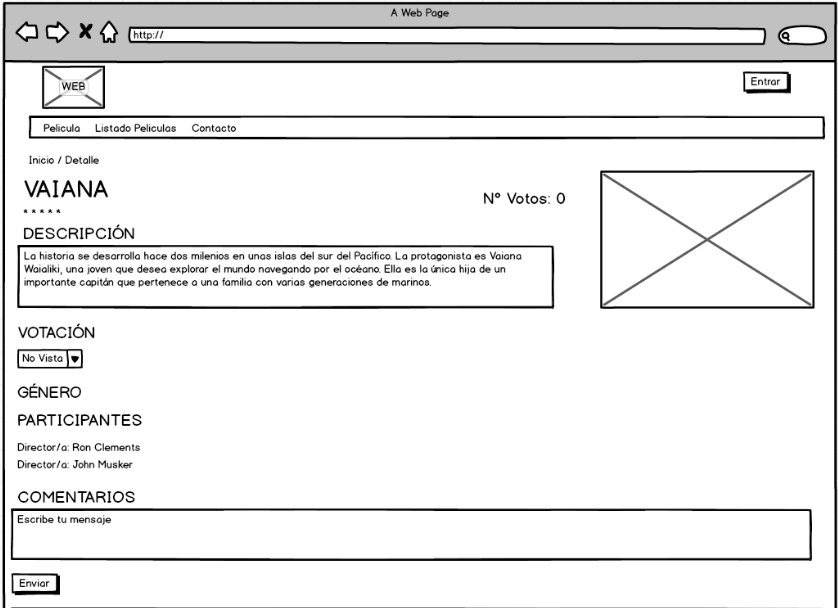 A Web Page
http://
WEB
Entrar
Pelicula Listado Peliculas Contacto
Inicio / Detalle
VAIANA
* * * * *
Nº Votos: 0
DESCRIPCIÓN
La historia se desarrolla hace dos milenios en unas islas del sur del Pacífico. La protagonista es Vaiana
Waialiki, una joven que desea explorar el mundo navegando por el océano. Ella es la única hija de un
importante capitán que pertenece a una familia con varias generaciones de marinos.
VOTACIÓN
No Vista
GÉNERO
PARTICIPANTES
Director/a: Ron Clements
Director/a: John Musker
COMENTARIOS
Escribe tu mensaje
Enviar